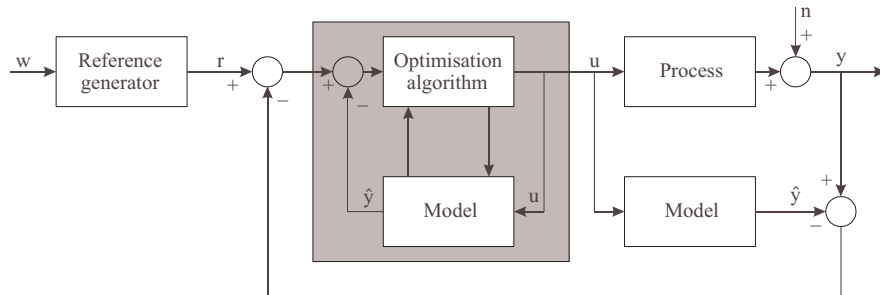 n
w
Reference
generator
r
+
−
+
−
Optimisation
algorithm
u
Process
+
+
y
ŷ
Model
u
Model
ŷ
+
−